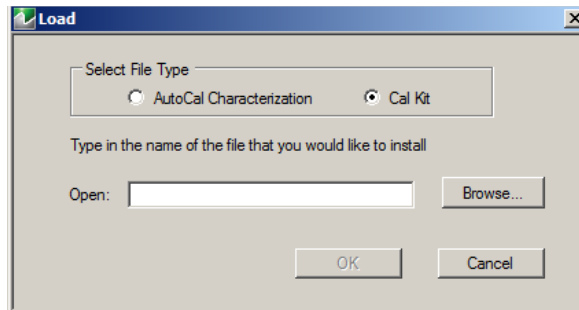 Load
Select File Type
AutoCal Characterization Cal Kit
Type in the name of the file that you would like to install
Open: Browse...
OK Cancel